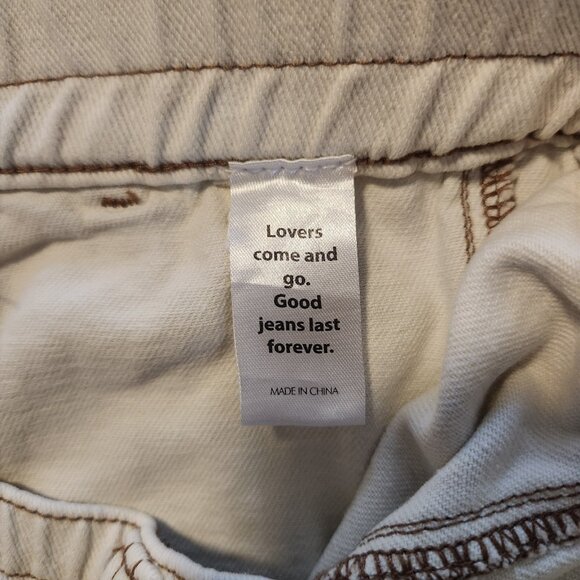 Lovers
come and
go.
Good
jeans last
forever.
MADE IN CHINA